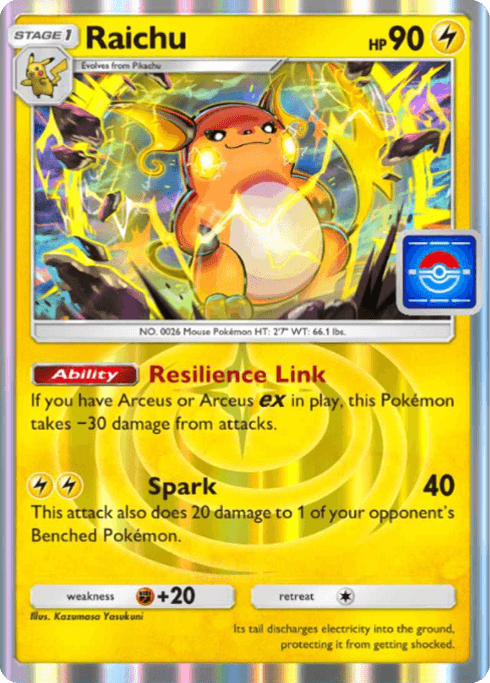 STAGE 1
Raichu
HP 90
Evolves from Pikachu
NO. 0026 Mouse Pokémon HT: 2'7" WT: 66.1 lbs.
Ability Resilience Link
If you have Arceus or Arceus ex in play, this Pokémon
takes −30 damage from attacks.
Spark 40
This attack also does 20 damage to 1 of your opponent's
Benched Pokémon.
weakness +20 retreat
Illus. Kazumasa Yasukuni
Its tail discharges electricity into the ground,
protecting it from getting shocked.